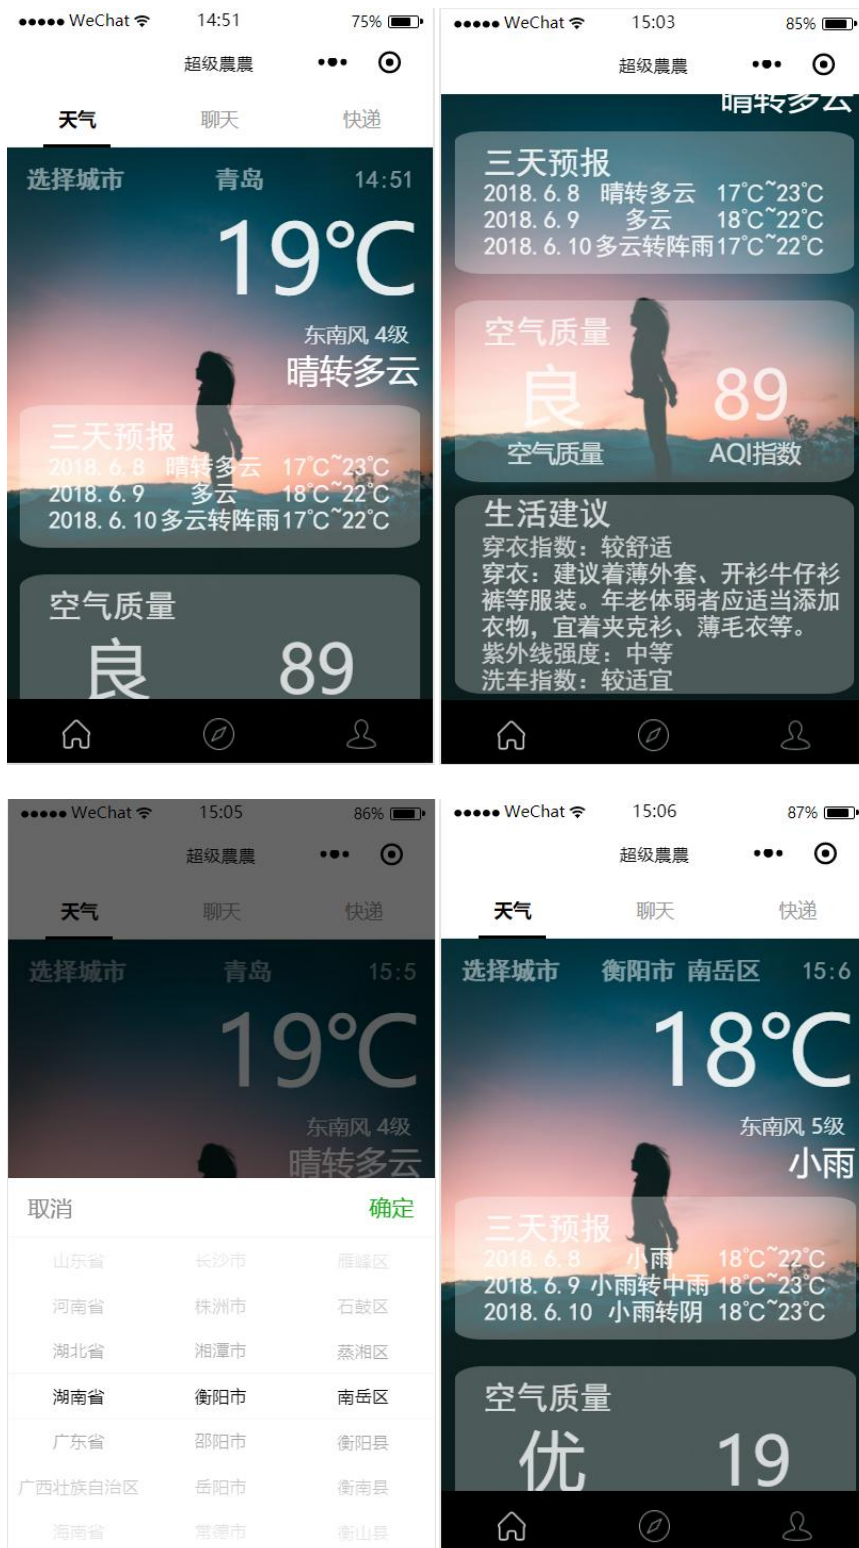 ●●●●● WeChat 14:51 75%
超级農農
天气 聊天 快递
选择城市 青岛 14:51
19℃
东南风 4级
晴转多云
三天预报
2018. 6. 8 晴转多云 17℃~23℃
2018. 6. 9 多云 18℃~22℃
2018. 6. 10 多云转阵雨 17℃~22℃
空气质量
良 89
●●●●● WeChat 15:03 85%
超级農農
晴转多云
三天预报
2018. 6. 8 晴转多云 17℃~23℃
2018. 6. 9 多云 18℃~22℃
2018. 6. 10 多云转阵雨 17℃~22℃
空气质量
良 89
空气质量 AQI指数
生活建议
穿衣指数：较舒适
穿衣：建议着薄外套、开衫牛仔衫
裤等服装。年老体弱者应适当添加
衣物，宜着夹克衫、薄毛衣等。
紫外线强度：中等
洗车指数：较适宜
●●●●● WeChat 15:05 86%
超级農農
天气 聊天 快递
选择城市 青岛 15:5
19℃
东南风 4级
晴转多云
取消 确定
山东省 长沙市 雁峰区
河南省 株洲市 石鼓区
湖北省 湘潭市 蒸湘区
湖南省 衡阳市 南岳区
广东省 邵阳市 衡阳县
广西壮族自治区 岳阳市 衡南县
海南省 常德市 衡山县
●●●●● WeChat 15:06 87%
超级農農
天气 聊天 快递
选择城市 衡阳市 南岳区 15:6
18℃
东南风 5级
小雨
三天预报
2018. 6. 8 小雨 18℃~22℃
2018. 6. 9 小雨转中雨 18℃~23℃
2018. 6. 10 小雨转阴 18℃~23℃
空气质量
优 19